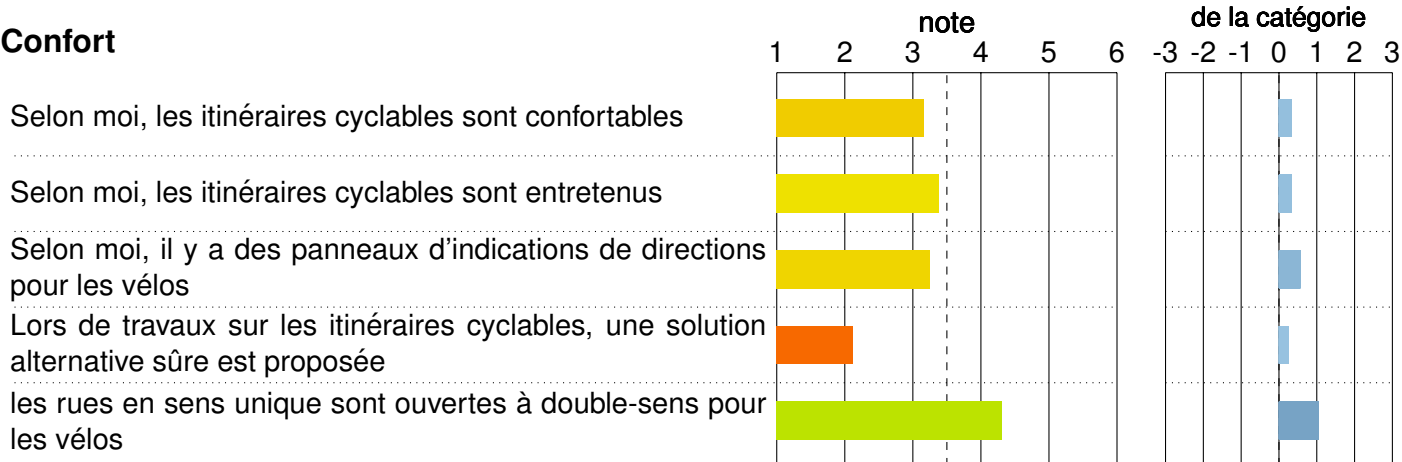 note
de la catégorie
Confort
1 2 3 4 5 6
-3 -2 -1 0 1 2 3
Selon moi, les itinéraires cyclables sont confortables
Selon moi, les itinéraires cyclables sont entretenus
Selon moi, il y a des panneaux d'indications de directions
pour les vélos
Lors de travaux sur les itinéraires cyclables, une solution
alternative sûre est proposée
les rues en sens unique sont ouvertes à double-sens pour
les vélos